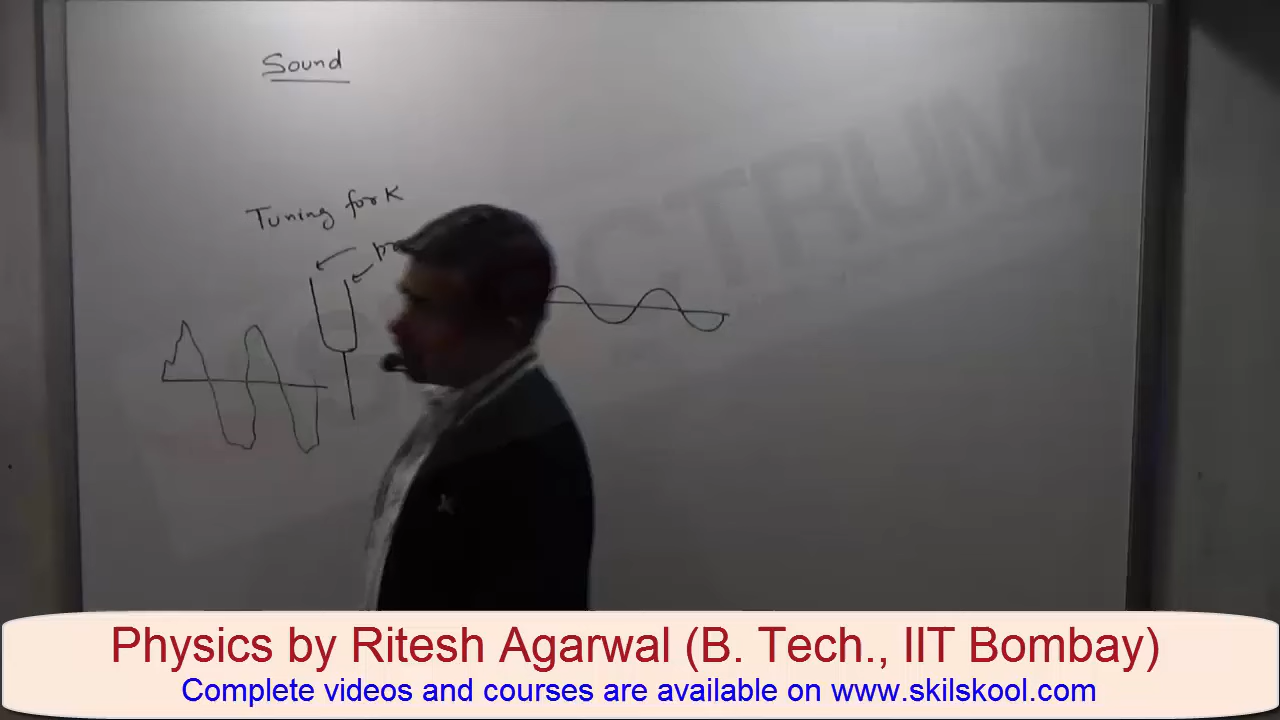 Sound
Tuning fork
CTRUM
Physics by Ritesh Agarwal (B. Tech., IIT Bombay)
Complete videos and courses are available on www.skilskool.com